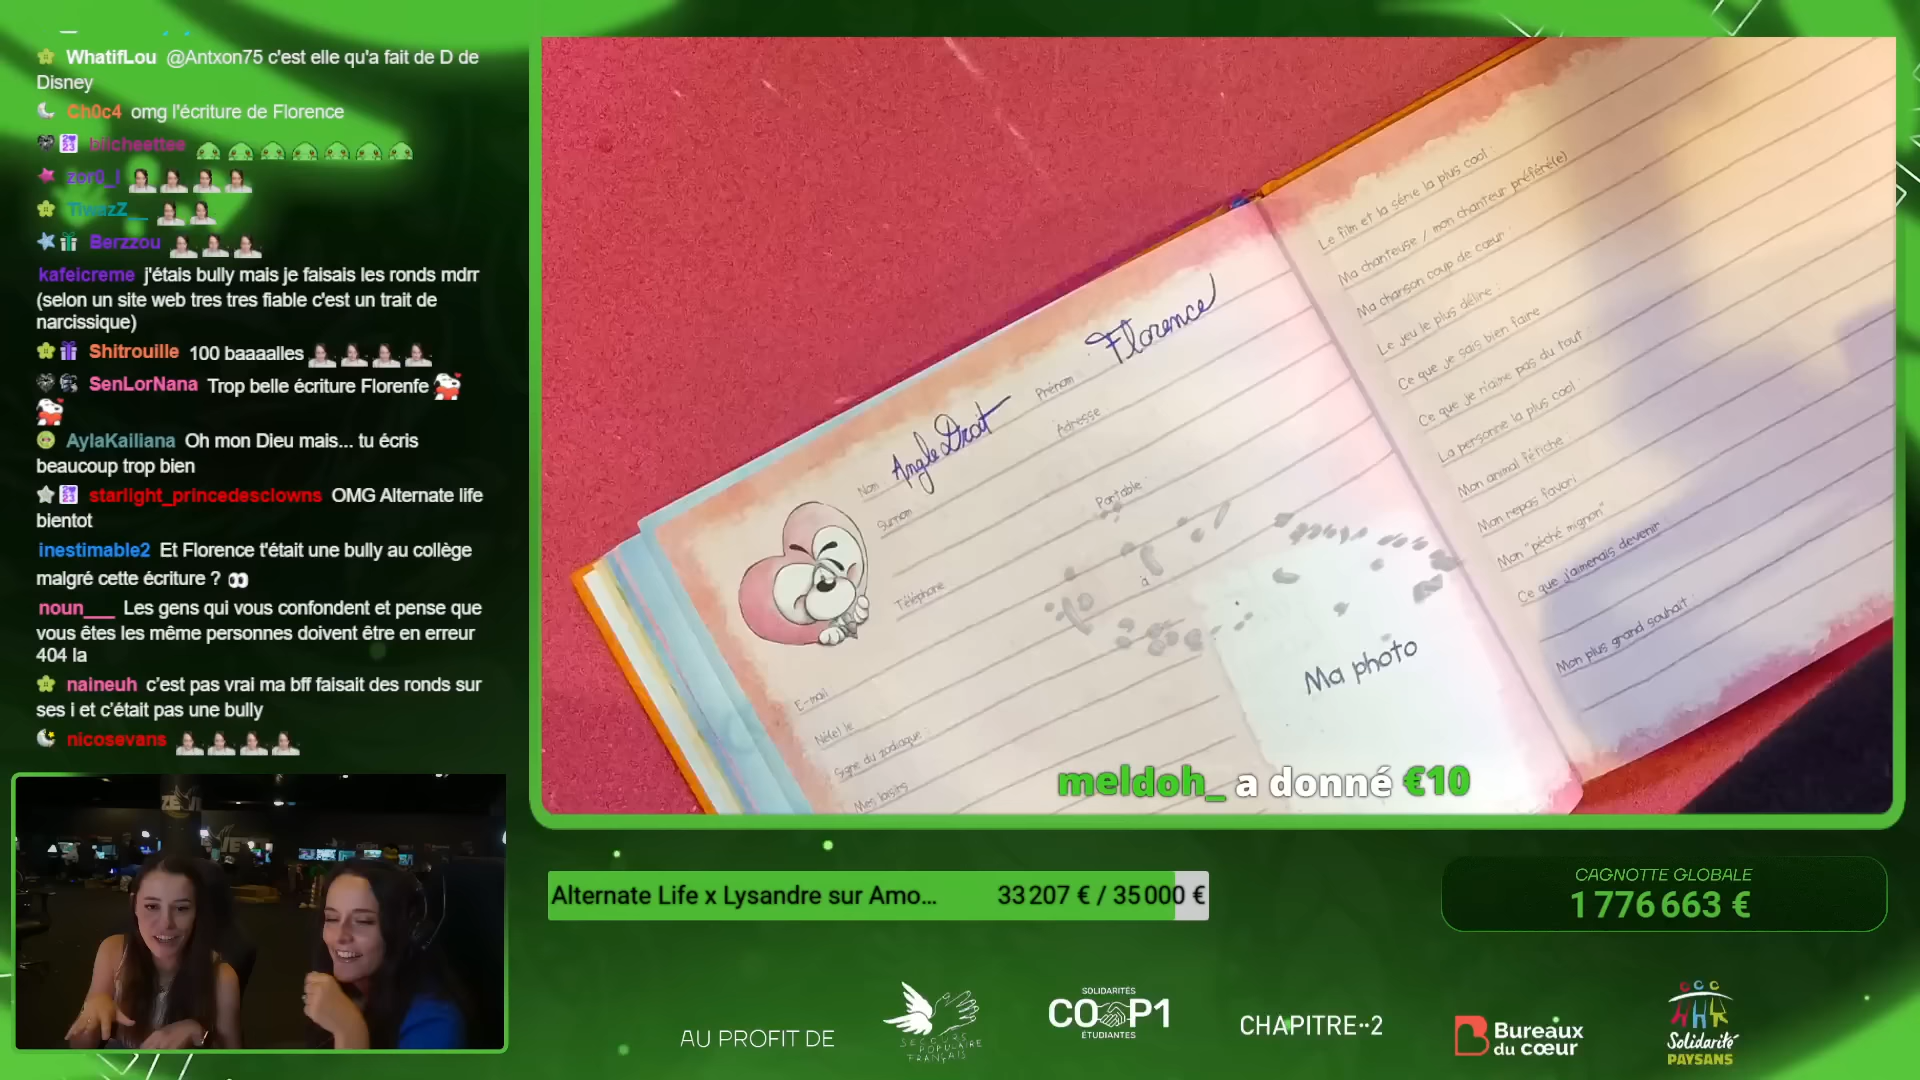 WhatifLou @Antxon75 c'est elle qu'a fait de D de
Disney
Ch0c4 omg l'écriture de Florence
biicheettee
zor0_l
TiwazZ__
Berzzou
kafeicreme j'étais bully mais je faisais les ronds mdrr
(selon un site web tres tres fiable c'est un trait de
narcissique)
Shitrouille 100 baaaalles
SenLorNana Trop belle écriture Florenfe
AylaKailiana Oh mon Dieu mais... tu écris
beaucoup trop bien
starlight_princedesclowns OMG Alternate life
bientot
inestimable2 Et Florence t'était une bully au collège
malgré cette écriture ?
noun___ Les gens qui vous confondent et pense que
vous êtes les même personnes doivent être en erreur
404 la
naineuh c'est pas vrai ma bff faisait des ronds sur
ses i et c'était pas une bully
nicosevans
Nom Angle Droit Prénom Florence
Surnom
Adresse
Téléphone
Portable :
E-mail
Né(e) le
à
Signe du zodiaque :
Mes loisirs
Ma photo
Le film et la série la plus cool :
Ma chanteuse / mon chanteur préféré(e)
Ma chanson coup de cœur :
Le jeu le plus délire :
Ce que je sais bien faire
Ce que je n'aime pas du tout :
La personne la plus cool :
Mon animal fétiche :
Mon repas favori
Mon "péché mignon"
Ce que j'aimerais devenir :
Mon plus grand souhait :
meldoh_ a donné €10
Alternate Life x Lysandre sur Amo... 33 207 € / 35 000 €
CAGNOTTE GLOBALE
1 776 663 €
AU PROFIT DE
SECOURS
POPULAIRE
FRANÇAIS
SOLIDARITÉS
CO P1
ÉTUDIANTES
CHAPITRE··2
Bureaux
du cœur
Solidarité
PAYSANS